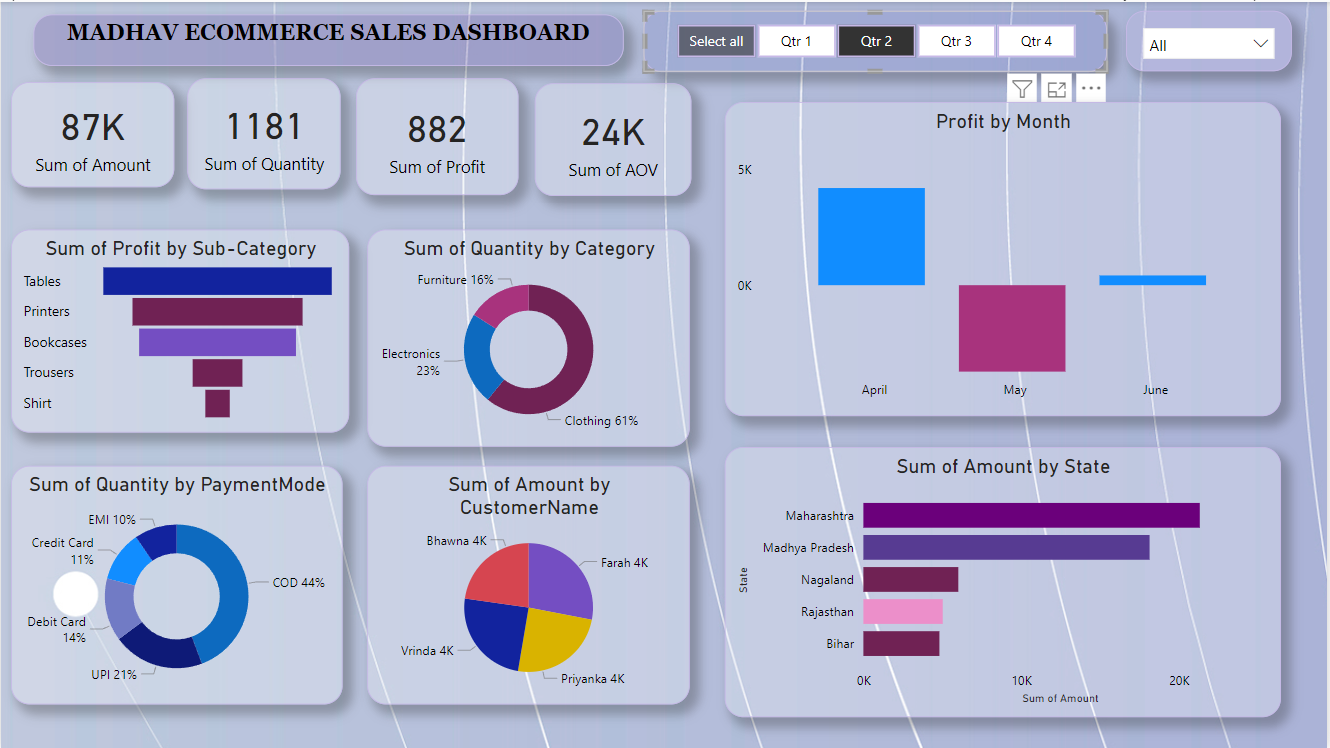 MADHAV ECOMMERCE SALES DASHBOARD
Select all
Qtr 1
Qtr 2
Qtr 3
Qtr 4
All
87K
Sum of Amount
1181
Sum of Quantity
882
Sum of Profit
24K
Sum of AOV
Profit by Month
5K
0K
April
May
June
Sum of Profit by Sub-Category
Tables
Printers
Bookcases
Trousers
Shirt
Sum of Quantity by Category
Furniture 16%
Electronics
23%
Clothing 61%
Sum of Quantity by PaymentMode
EMI 10%
Credit Card
11%
COD 44%
Debit Card
14%
UPI 21%
Sum of Amount by
CustomerName
Bhawna 4K
Farah 4K
Vrinda 4K
Priyanka 4K
Sum of Amount by State
State
Maharashtra
Madhya Pradesh
Nagaland
Rajasthan
Bihar
0K
10K
20K
Sum of Amount